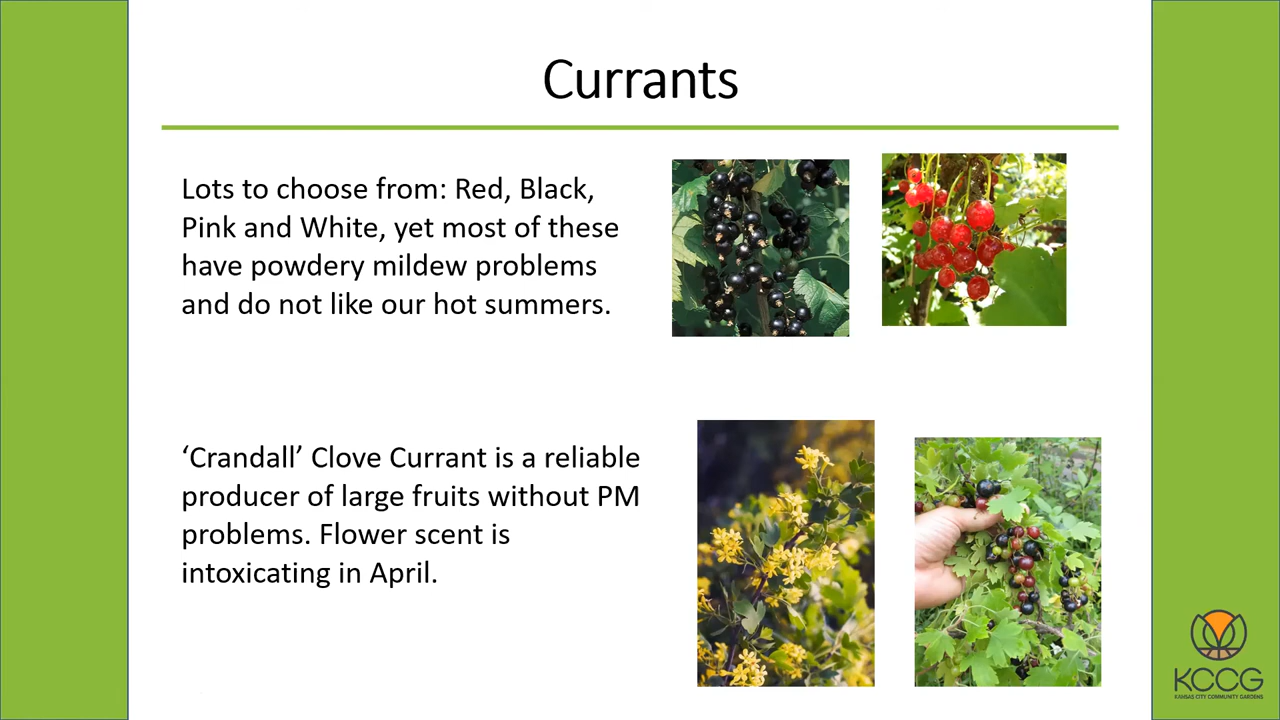 Currants
Lots to choose from: Red, Black,
Pink and White, yet most of these
have powdery mildew problems
and do not like our hot summers.
‘Crandall’ Clove Currant is a reliable
producer of large fruits without PM
problems. Flower scent is
intoxicating in April.
KCCG
KANSAS CITY COMMUNITY GARDENS